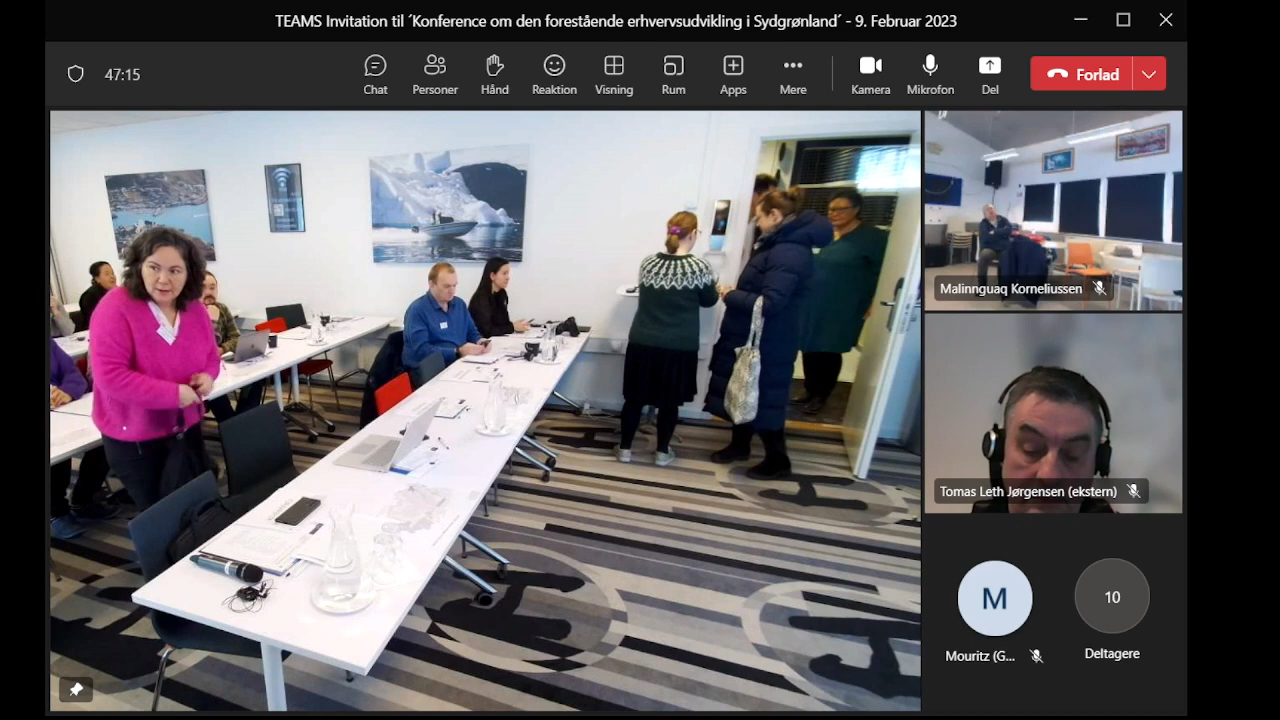 TEAMS Invitation til ´Konference om den forestående erhvervsudvikling i Sydgrønland´ - 9. Februar 2023
47:15
Chat
Personer
Hånd
Reaktion
Visning
Rum
Apps
Mere
Kamera
Mikrofon
Del
Forlad
Malinnguaq Korneliussen
Tomas Leth Jørgensen (ekstern)
M
10
Mouritz (G...
Deltagere